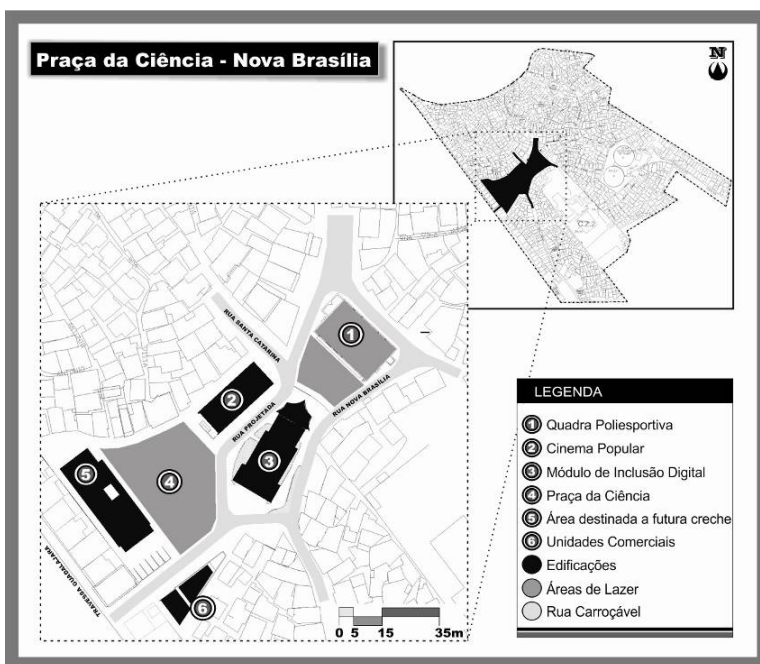 Praça da Ciência - Nova Brasília
N
RUA SANTA CATARINA
1
2
RUA PROJETADA
RUA NOVA BRASÍLIA
3
5
4
TRAVESSA GUADALAJARA
6
0 5 15 35m
LEGENDA
1 Quadra Poliesportiva
2 Cinema Popular
3 Módulo de Inclusão Digital
4 Praça da Ciência
5 Área destinada a futura creche
6 Unidades Comerciais
Edificações
Áreas de Lazer
Rua Carroçável